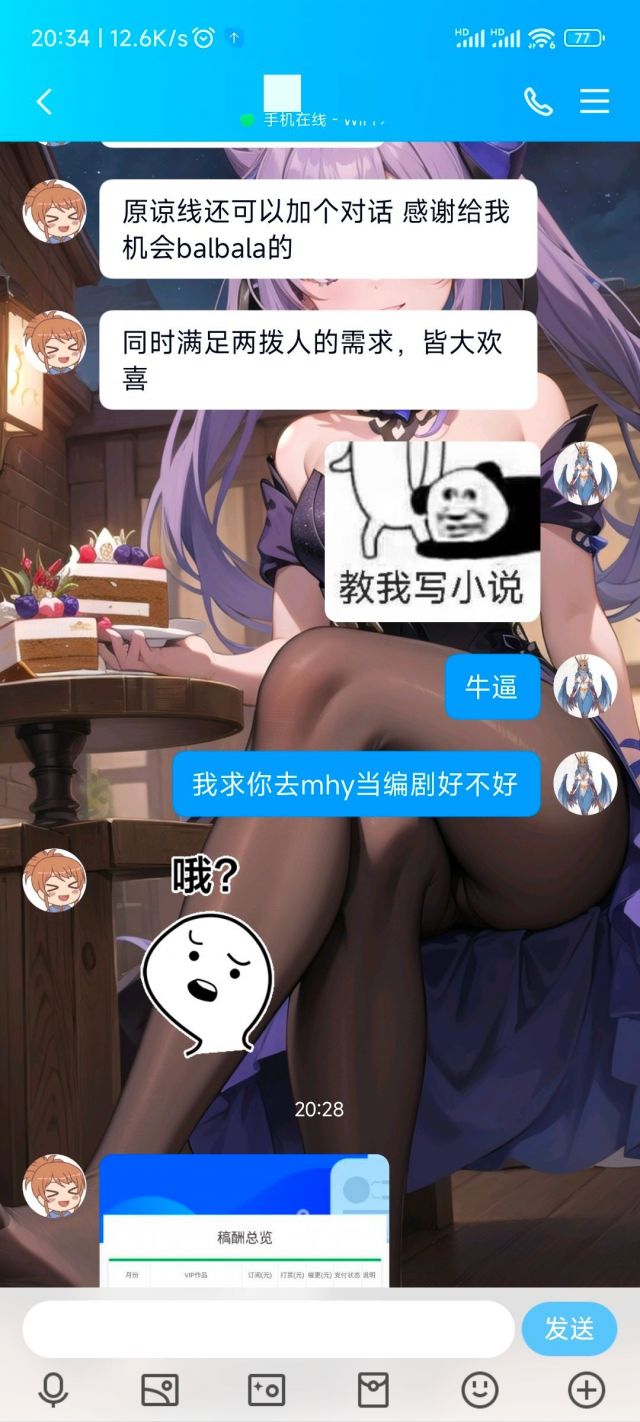 20:34 | 12.6K/s
HD HD 6 77
手机在线 -
原谅线还可以加个对话 感谢给我
机会balbala的
同时满足两拨人的需求，皆大欢
喜
教我写小说
牛逼
我求你去mhy当编剧好不好
哦?
20:28
稿酬总览
月份 VIP作品 订阅(元) 打赏(元) 催更(元) 支付状态 说明
发送